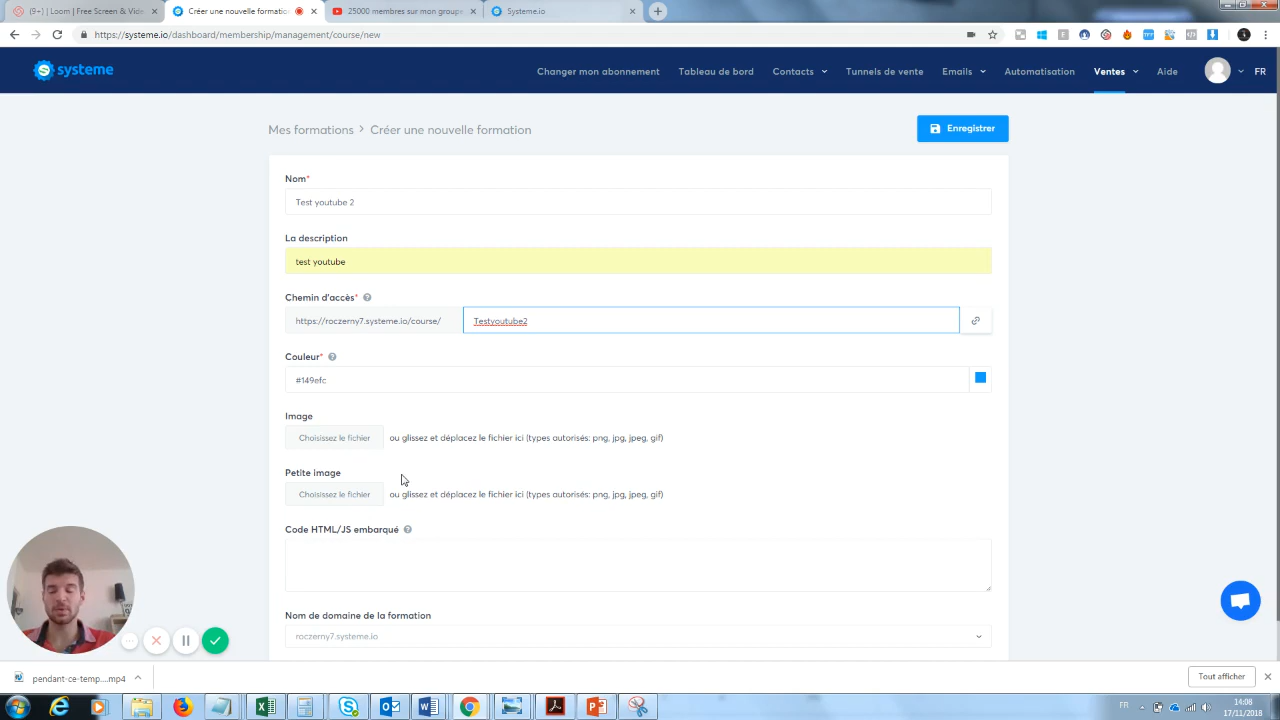 (9+) | Loom | Free Screen & Vide
Créer une nouvelle formatio
25000 membres sur mon groupe
Systeme.io
https://systeme.io/dashboard/membership/management/course/new
systeme
Changer mon abonnement
Tableau de bord
Contacts
Tunnels de vente
Emails
Automatisation
Ventes
Aide
FR
Mes formations > Créer une nouvelle formation
Enregistrer
Nom*
Test youtube 2
La description
test youtube
Chemin d'accès*
https://roczerny7.systeme.io/course/
Testyoutube2
Couleur*
#149efc
Image
Choisissez le fichier
ou glissez et déplacez le fichier ici (types autorisés: png, jpg, jpeg, gif)
Petite image
Choisissez le fichier
ou glissez et déplacez le fichier ici (types autorisés: png, jpg, jpeg, gif)
Code HTML/JS embarqué
Nom de domaine de la formation
roczerny7.systeme.io
pendant-ce-temp....mp4
Tout afficher
FR
14:08
17/11/2018